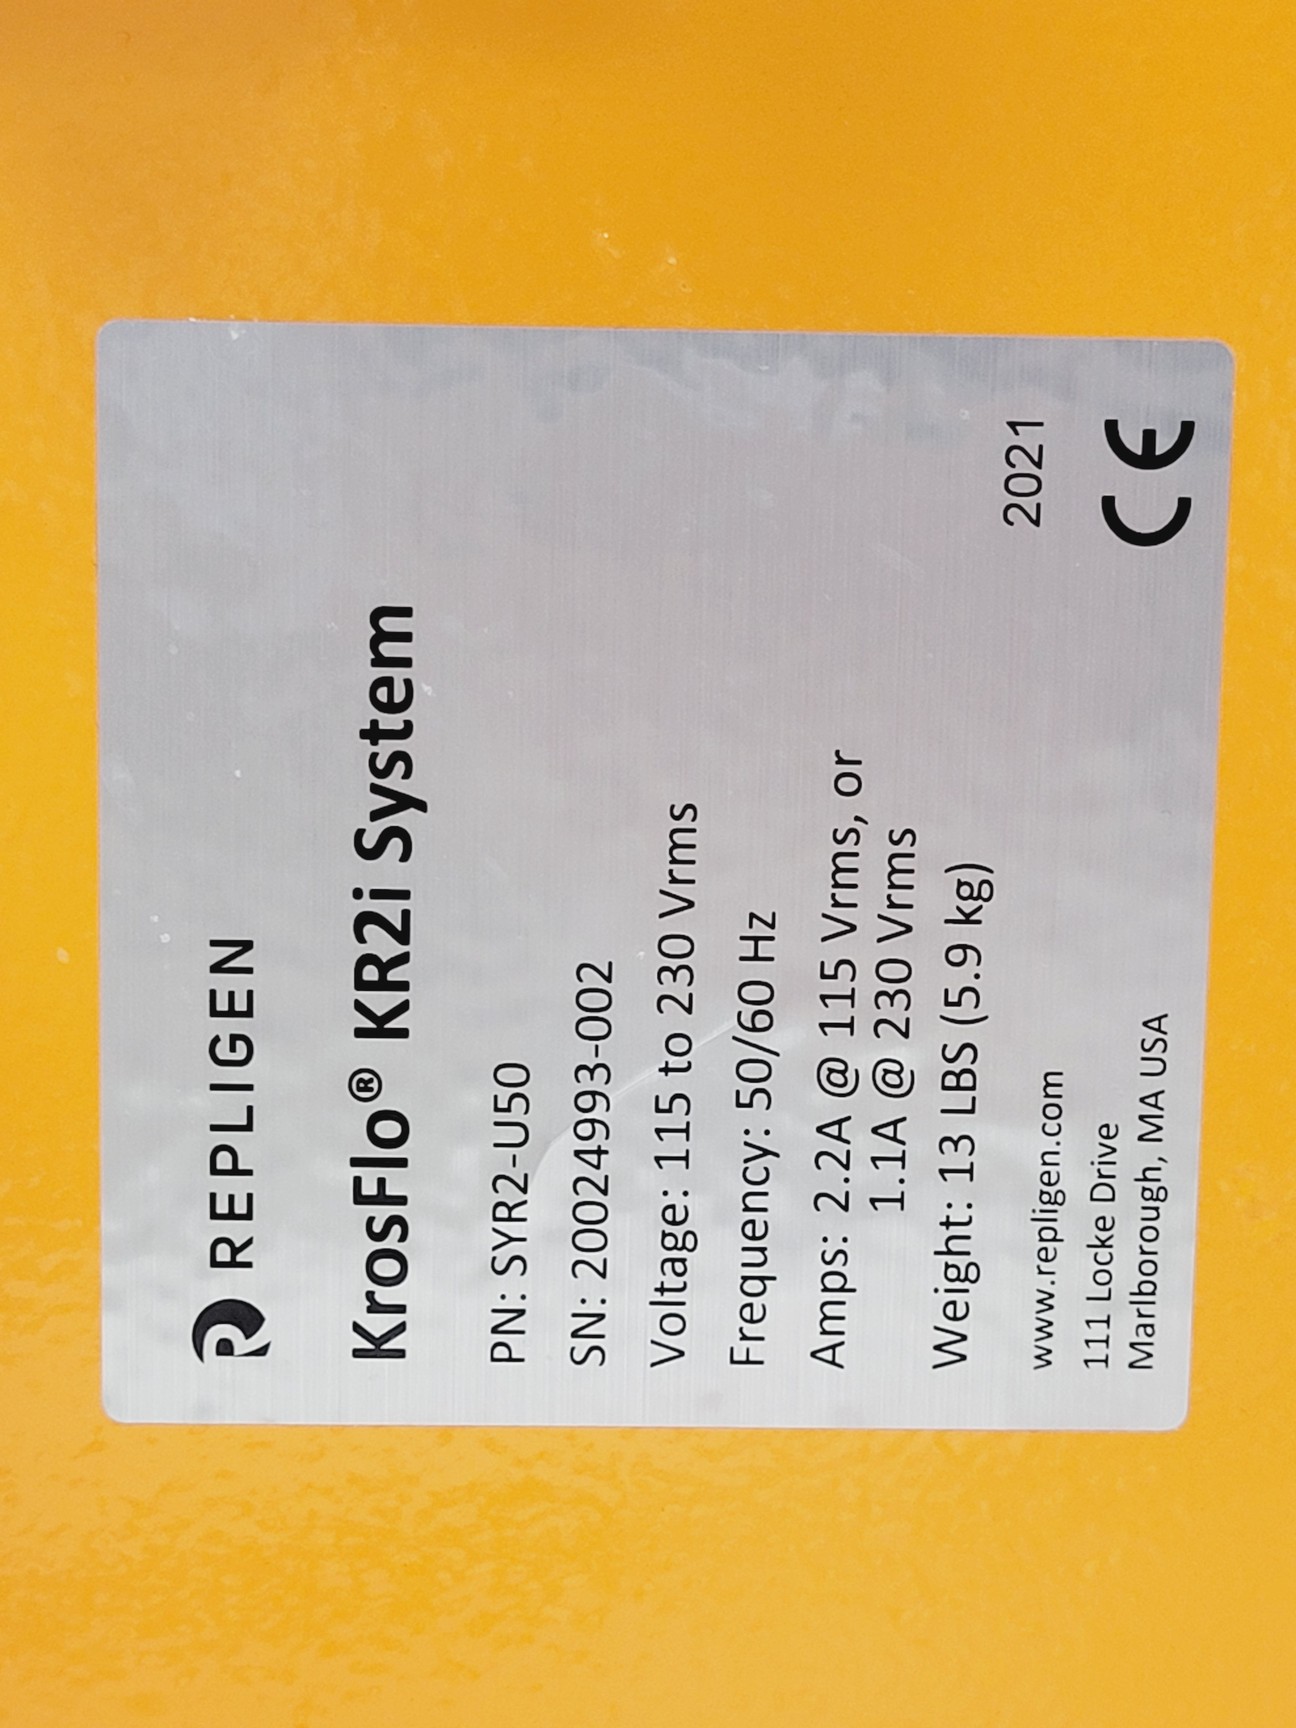 REPLIGEN
KrosFlo® KR2i System
PN: SYR2-U50
SN: 20024993-002
Voltage: 115 to 230 Vrms
Frequency: 50/60 Hz
Amps: 2.2A @ 115 Vrms, or
1.1A @ 230 Vrms
Weight: 13 LBS (5.9 kg)
2021
www.repligen.com
111 Locke Drive
Marlborough, MA USA
CE